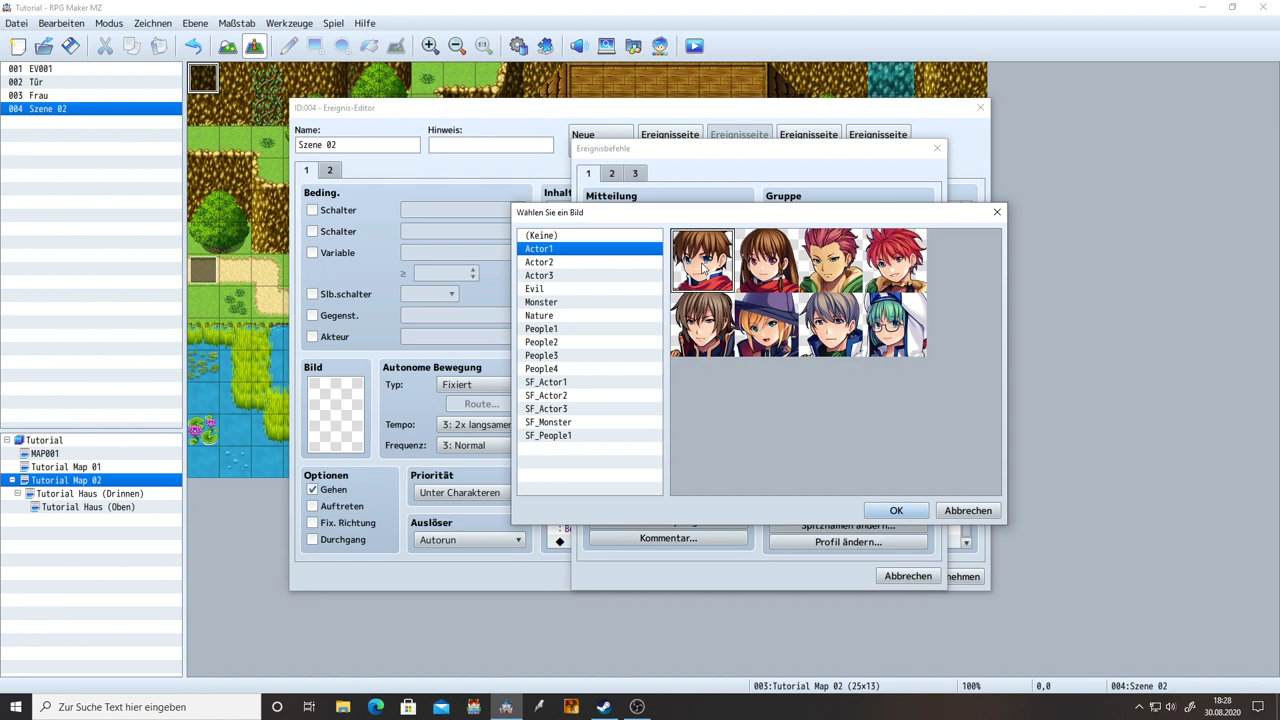 Tutorial - RPG Maker MZ
Datei Bearbeiten Modus Zeichnen Ebene Maßstab Werkzeuge Spiel Hilfe
001 EV001
002 Tür
003 Frau
004 Szene 02
ID:004 - Ereignis-Editor
Name: Hinweis:
Szene 02
Neue Ereignisseite Ereignisseite Ereignisseite Ereignisseite
Ereignisbefehle
1 2
1 2 3
Beding. Inhalt
Mitteilung Gruppe
Schalter
Schalter
Variable
≥
Slb.schalter
Gegenst.
Akteur
Wählen Sie ein Bild
(Keine)
Actor1
Actor2
Actor3
Evil
Monster
Nature
People1
People2
People3
People4
SF_Actor1
SF_Actor2
SF_Actor3
SF_Monster
SF_People1
OK Abbrechen
Bild Autonome Bewegung
Typ: Fixiert
Route...
Tempo: 3: 2x langsamer
Frequenz: 3: Normal
Optionen Priorität
Gehen
Auftreten
Fix. Richtung
Durchgang
Unter Charakteren
Auslöser
Autorun
Spitznamen ändern...
Kommentar... Profil ändern...
Abbrechen nehmen
Tutorial
MAP001
Tutorial Map 01
Tutorial Map 02
Tutorial Haus (Drinnen)
Tutorial Haus (Oben)
003:Tutorial Map 02 (25×13) 100% 0,0 004:Szene 02
Zur Suche Text hier eingeben
18:28
30.08.2020